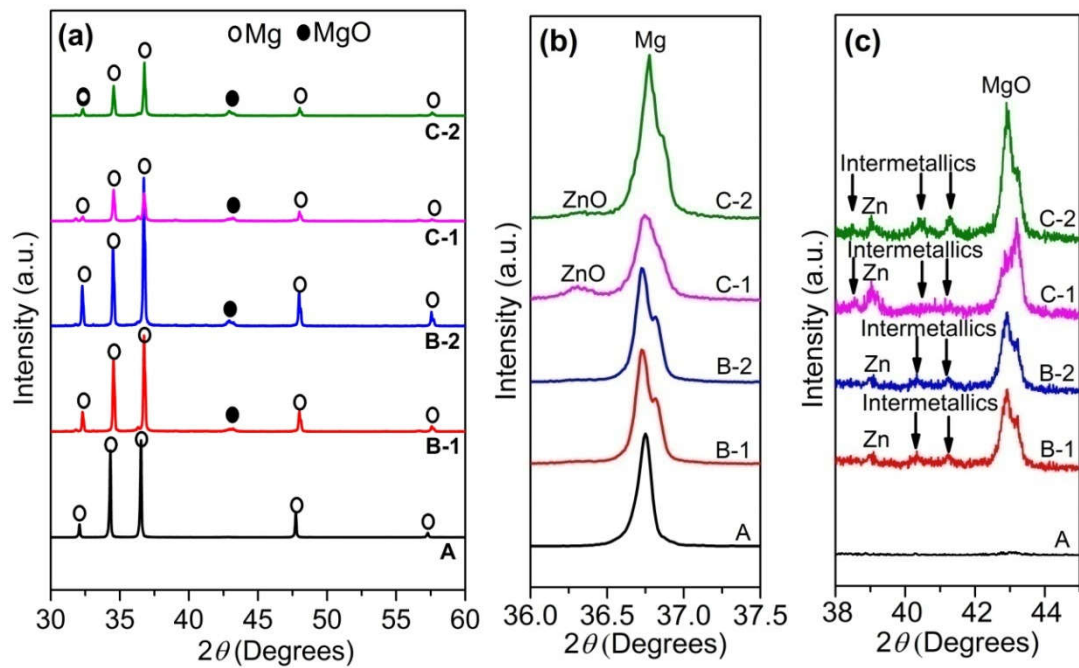 (a)
Mg MgO
C-2
C-1
B-2
B-1
A
Intensity (a.u.)
30 35 40 45 50 55 60
2θ (Degrees)
(b)
Mg
ZnO
C-2
ZnO
C-1
B-2
B-1
A
Intensity (a.u.)
36.0 36.5 37.0 37.5
2θ (Degrees)
(c)
MgO
Intermetallics
Zn
C-2
Intermetallics
Zn
C-1
Intermetallics
Zn
B-2
Intermetallics
Zn
B-1
A
Intensity (a.u.)
38 40 42 44
2θ (Degrees)